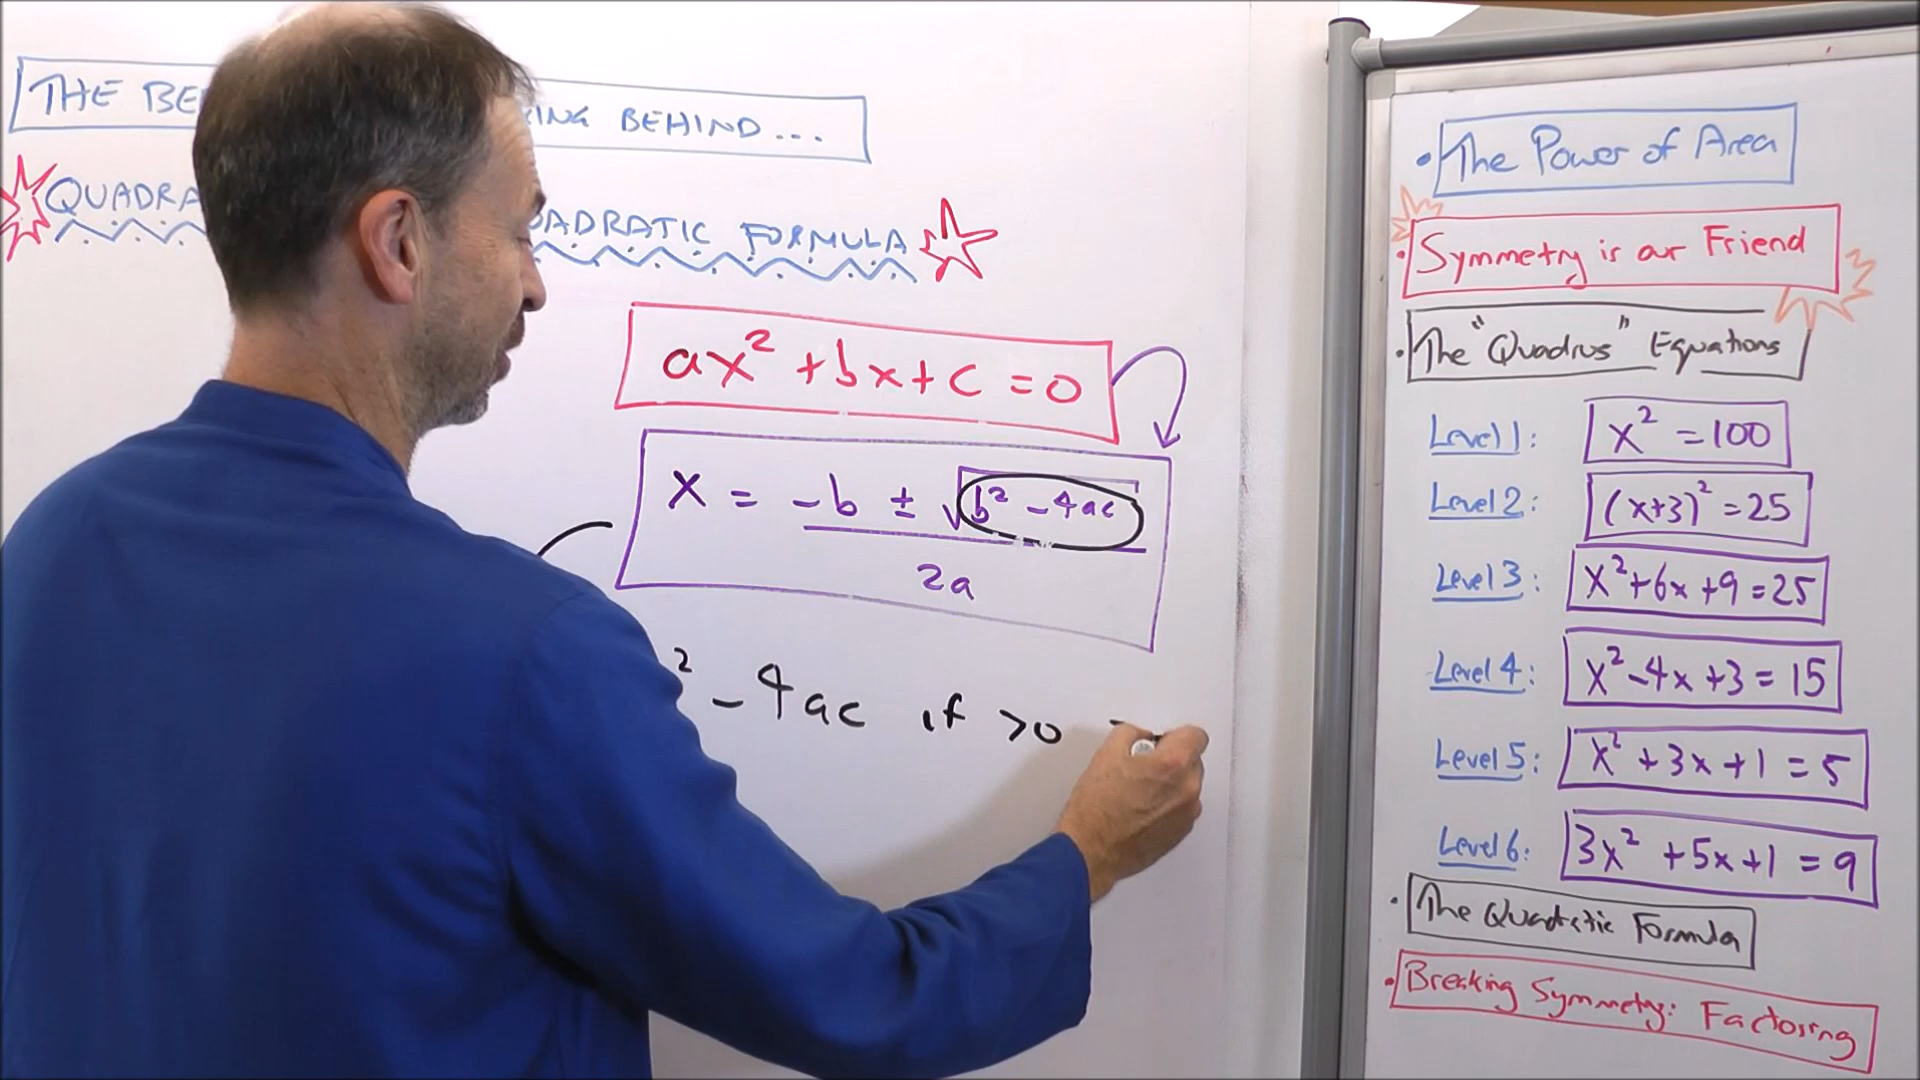 THE BE KING BEHIND...
QUADRA ADRATIC FORMULA
ax² + bx + c = 0
x = -b ± √b² - 4ac
2a
² - 4ac if >0
• The Power of Area
• Symmetry is our Friend
• The "Quadrus" Equations
Level 1: x² = 100
Level 2: (x+3)² = 25
Level 3: x² + 6x + 9 = 25
Level 4: x² - 4x + 3 = 15
Level 5: x² + 3x + 1 = 5
Level 6: 3x² + 5x + 1 = 9
• The Quadratic Formula
• Breaking Symmetry: Factoring